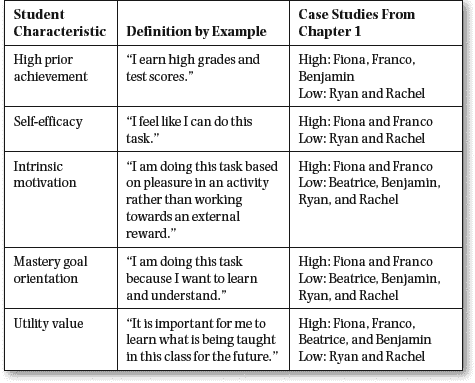 Student
Characteristic
Definition by Example
Case Studies From
Chapter 1
High prior
achievement
“I earn high grades and
test scores.”
High: Fiona, Franco,
Benjamin
Low: Ryan and Rachel
Self-efficacy
“I feel like I can do this
task.”
High: Fiona and Franco
Low: Ryan and Rachel
Intrinsic
motivation
“I am doing this task based
on pleasure in an activity
rather than working
towards an external
reward.”
High: Fiona and Franco
Low: Beatrice, Benjamin,
Ryan, and Rachel
Mastery goal
orientation
“I am doing this task
because I want to learn
and understand.”
High: Fiona and Franco
Low: Beatrice, Benjamin,
Ryan, and Rachel
Utility value
“It is important for me to
learn what is being taught
in this class for the future.”
High: Fiona, Franco,
Beatrice, and Benjamin
Low: Ryan and Rachel